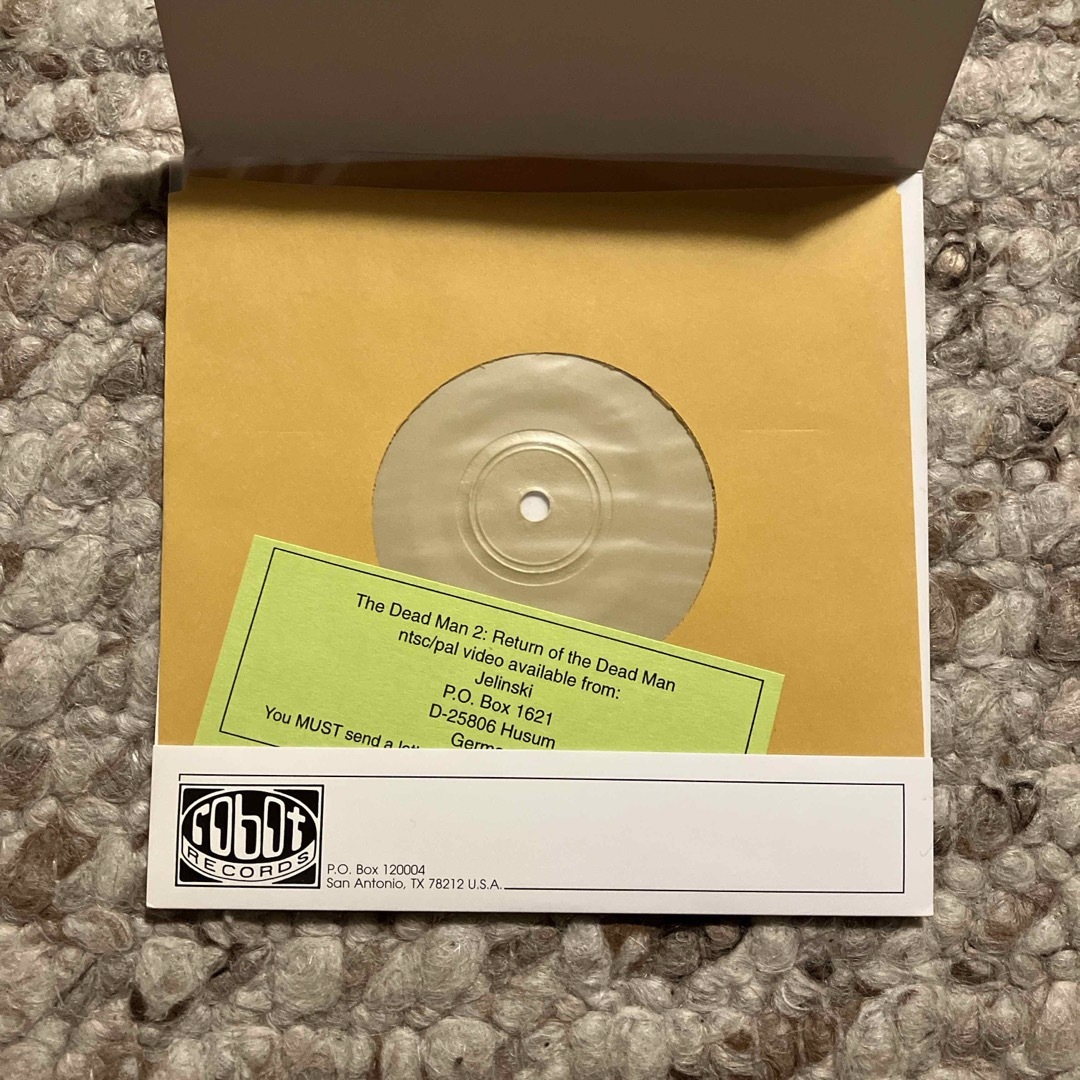 The Dead Man 2: Return of the Dead Man
ntsc/pal video available from:
Jelinski
P.O. Box 1621
D-25806 Husum
You MUST send a
robot
RECORDS
P.O. Box 120004
San Antonio, TX 78212 U.S.A.